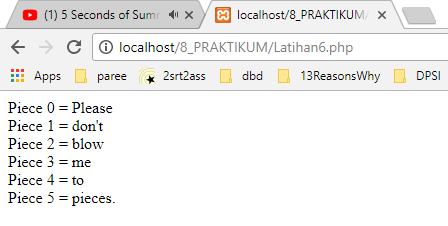 (1) 5 Seconds of Sum
localhost/8_PRAKTIKUM/
localhost/8_PRAKTIKUM/Latihan6.php
Apps paree 2srt2ass dbd 13ReasonsWhy DPSI
Piece 0 = Please
Piece 1 = don't
Piece 2 = blow
Piece 3 = me
Piece 4 = to
Piece 5 = pieces.